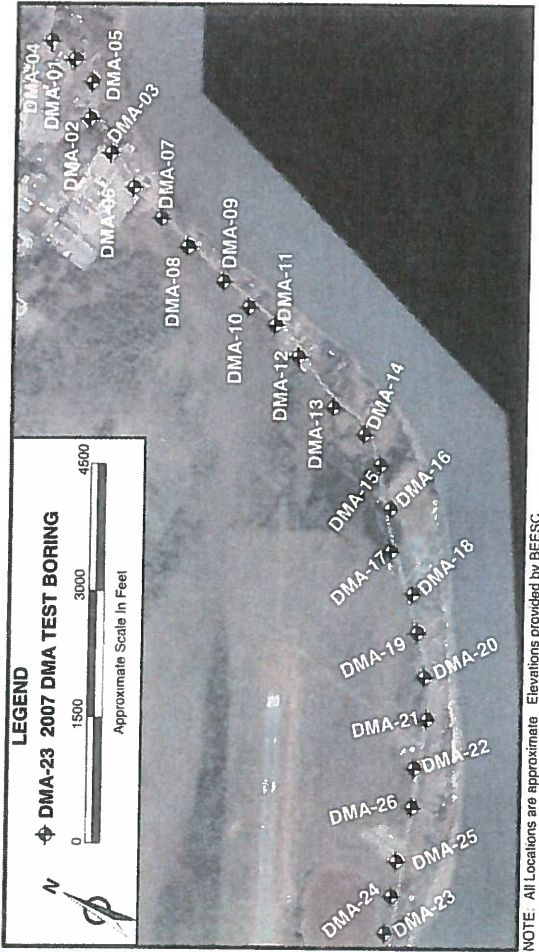 LEGEND
DMA-23 2007 DMA TEST BORING
0 1500 3000 4500
Approximate Scale In Feet
N
DMA-04
DMA-01
DMA-05
DMA-02
DMA-03
DMA-06
DMA-07
DMA-08
DMA-09
DMA-10
DMA-11
DMA-12
DMA-13
DMA-14
DMA-15
DMA-16
DMA-17
DMA-18
DMA-19
DMA-20
DMA-21
DMA-22
DMA-26
DMA-25
DMA-24
DMA-23
NOTE: All Locations are approximate Elevations provided by BEESC